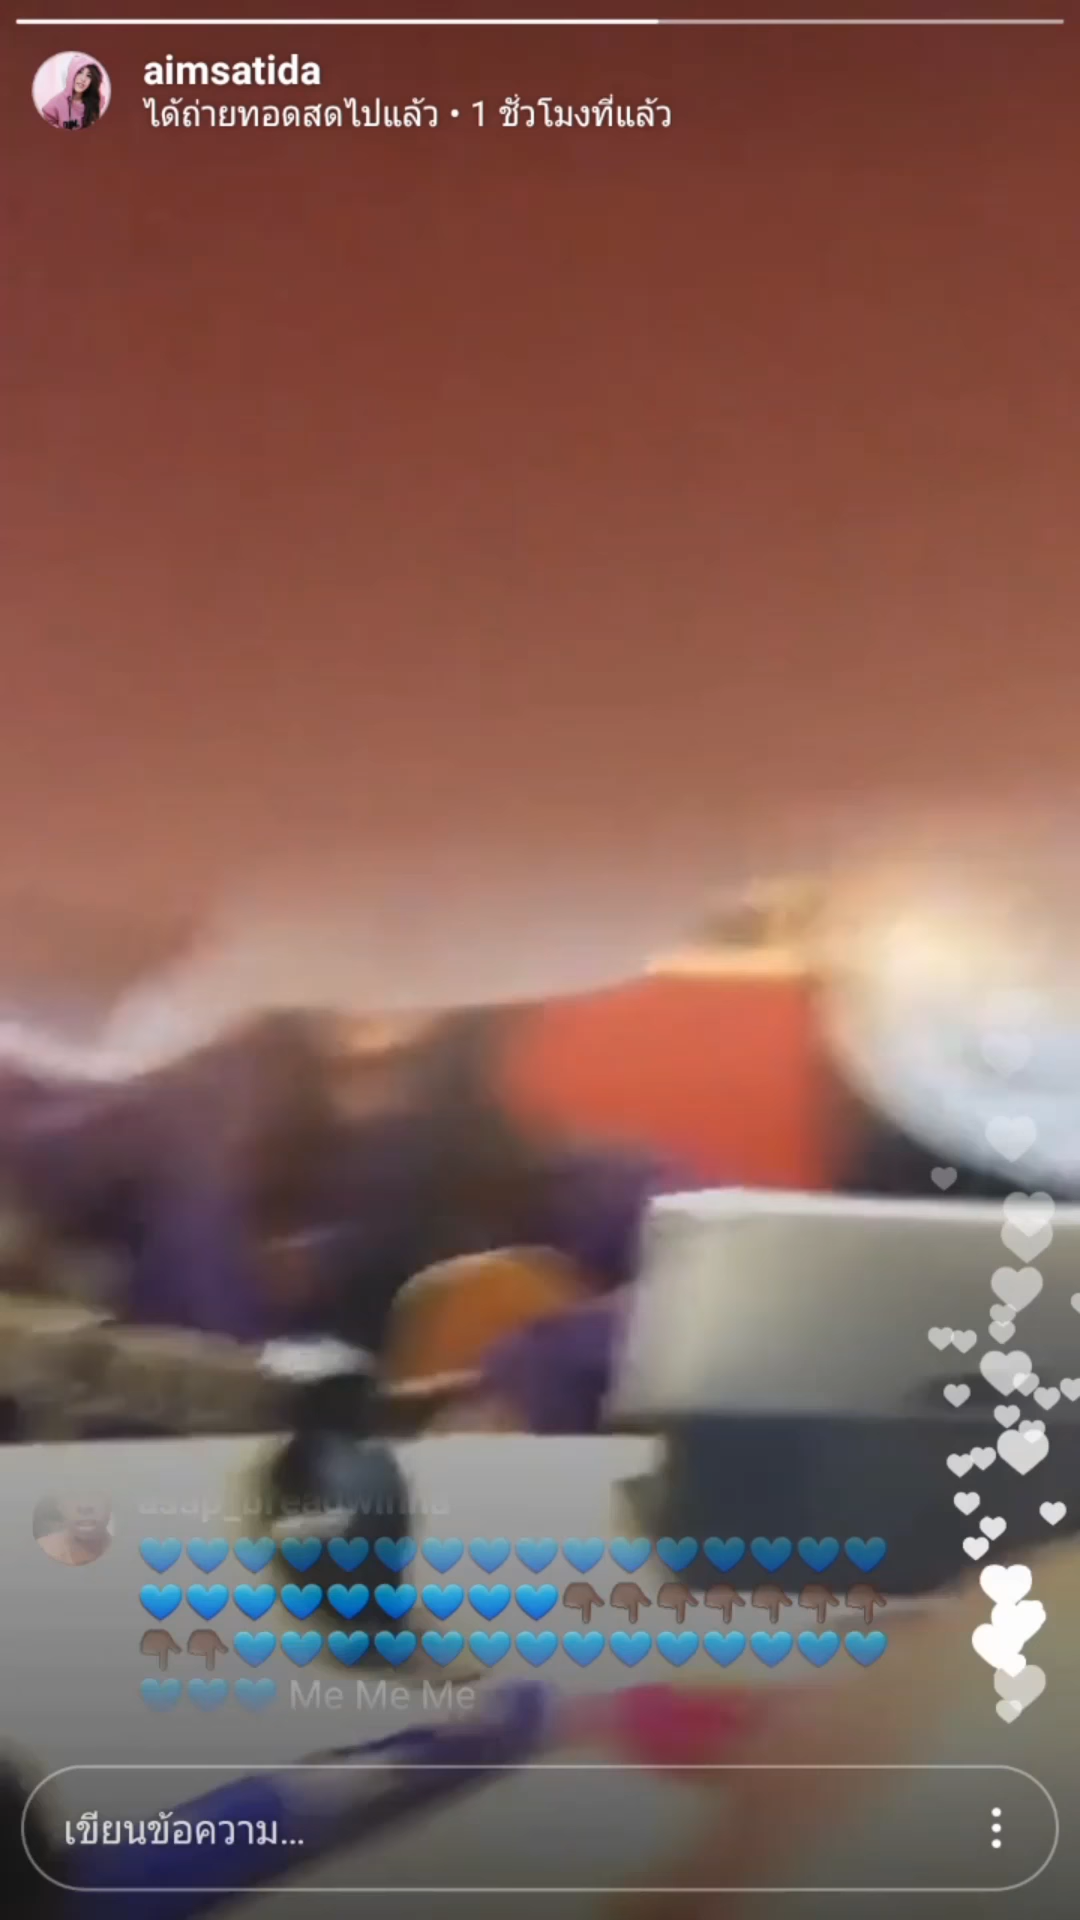 aimsatida
ได้ถ่ายทอดสดไปแล้ว • 1 ชั่วโมงที่แล้ว
💙💙💙💙💙💙💙💙💙💙💙💙💙💙💙💙
💙💙💙💙💙💙💙💙💙👇🏿👇🏿👇🏿👇🏿👇🏿👇🏿👇🏿
👇🏿👇🏿💙💙💙💙💙💙💙💙💙💙💙💙💙💙
💙💙💙 Me Me Me
เขียนข้อความ...